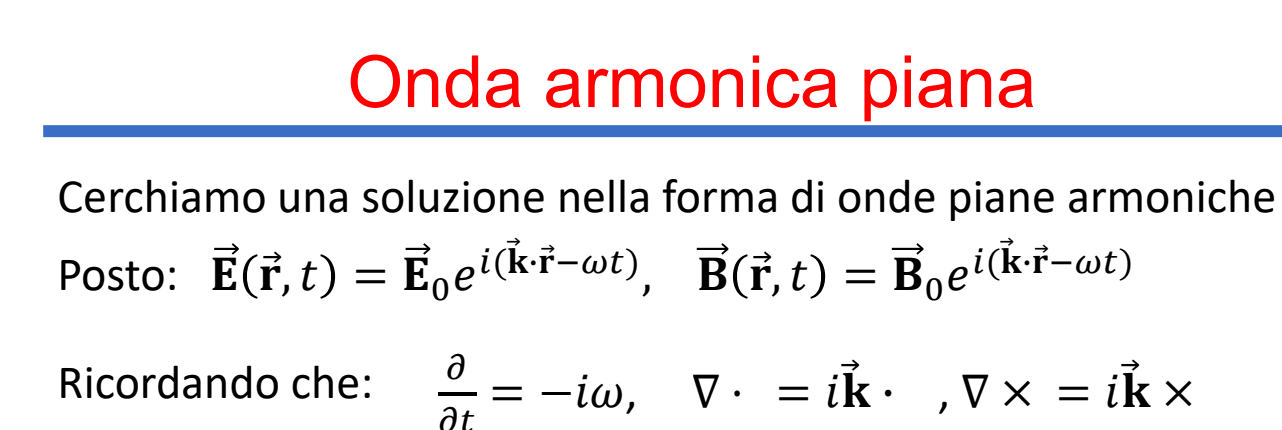 Onda armonica piana
Cerchiamo una soluzione nella forma di onde piane armoniche
Posto: $\vec{\mathbf{E}}(\vec{\mathbf{r}}, t) = \vec{\mathbf{E}}_0 e^{i(\vec{\mathbf{k}}\cdot\vec{\mathbf{r}}-\omega t)}$, $\vec{\mathbf{B}}(\vec{\mathbf{r}}, t) = \vec{\mathbf{B}}_0 e^{i(\vec{\mathbf{k}}\cdot\vec{\mathbf{r}}-\omega t)}$
Ricordando che: $\frac{\partial}{\partial t} = -i\omega, \quad \nabla \cdot \; = i\vec{\mathbf{k}} \cdot \quad , \nabla \times \; = i\vec{\mathbf{k}} \times$